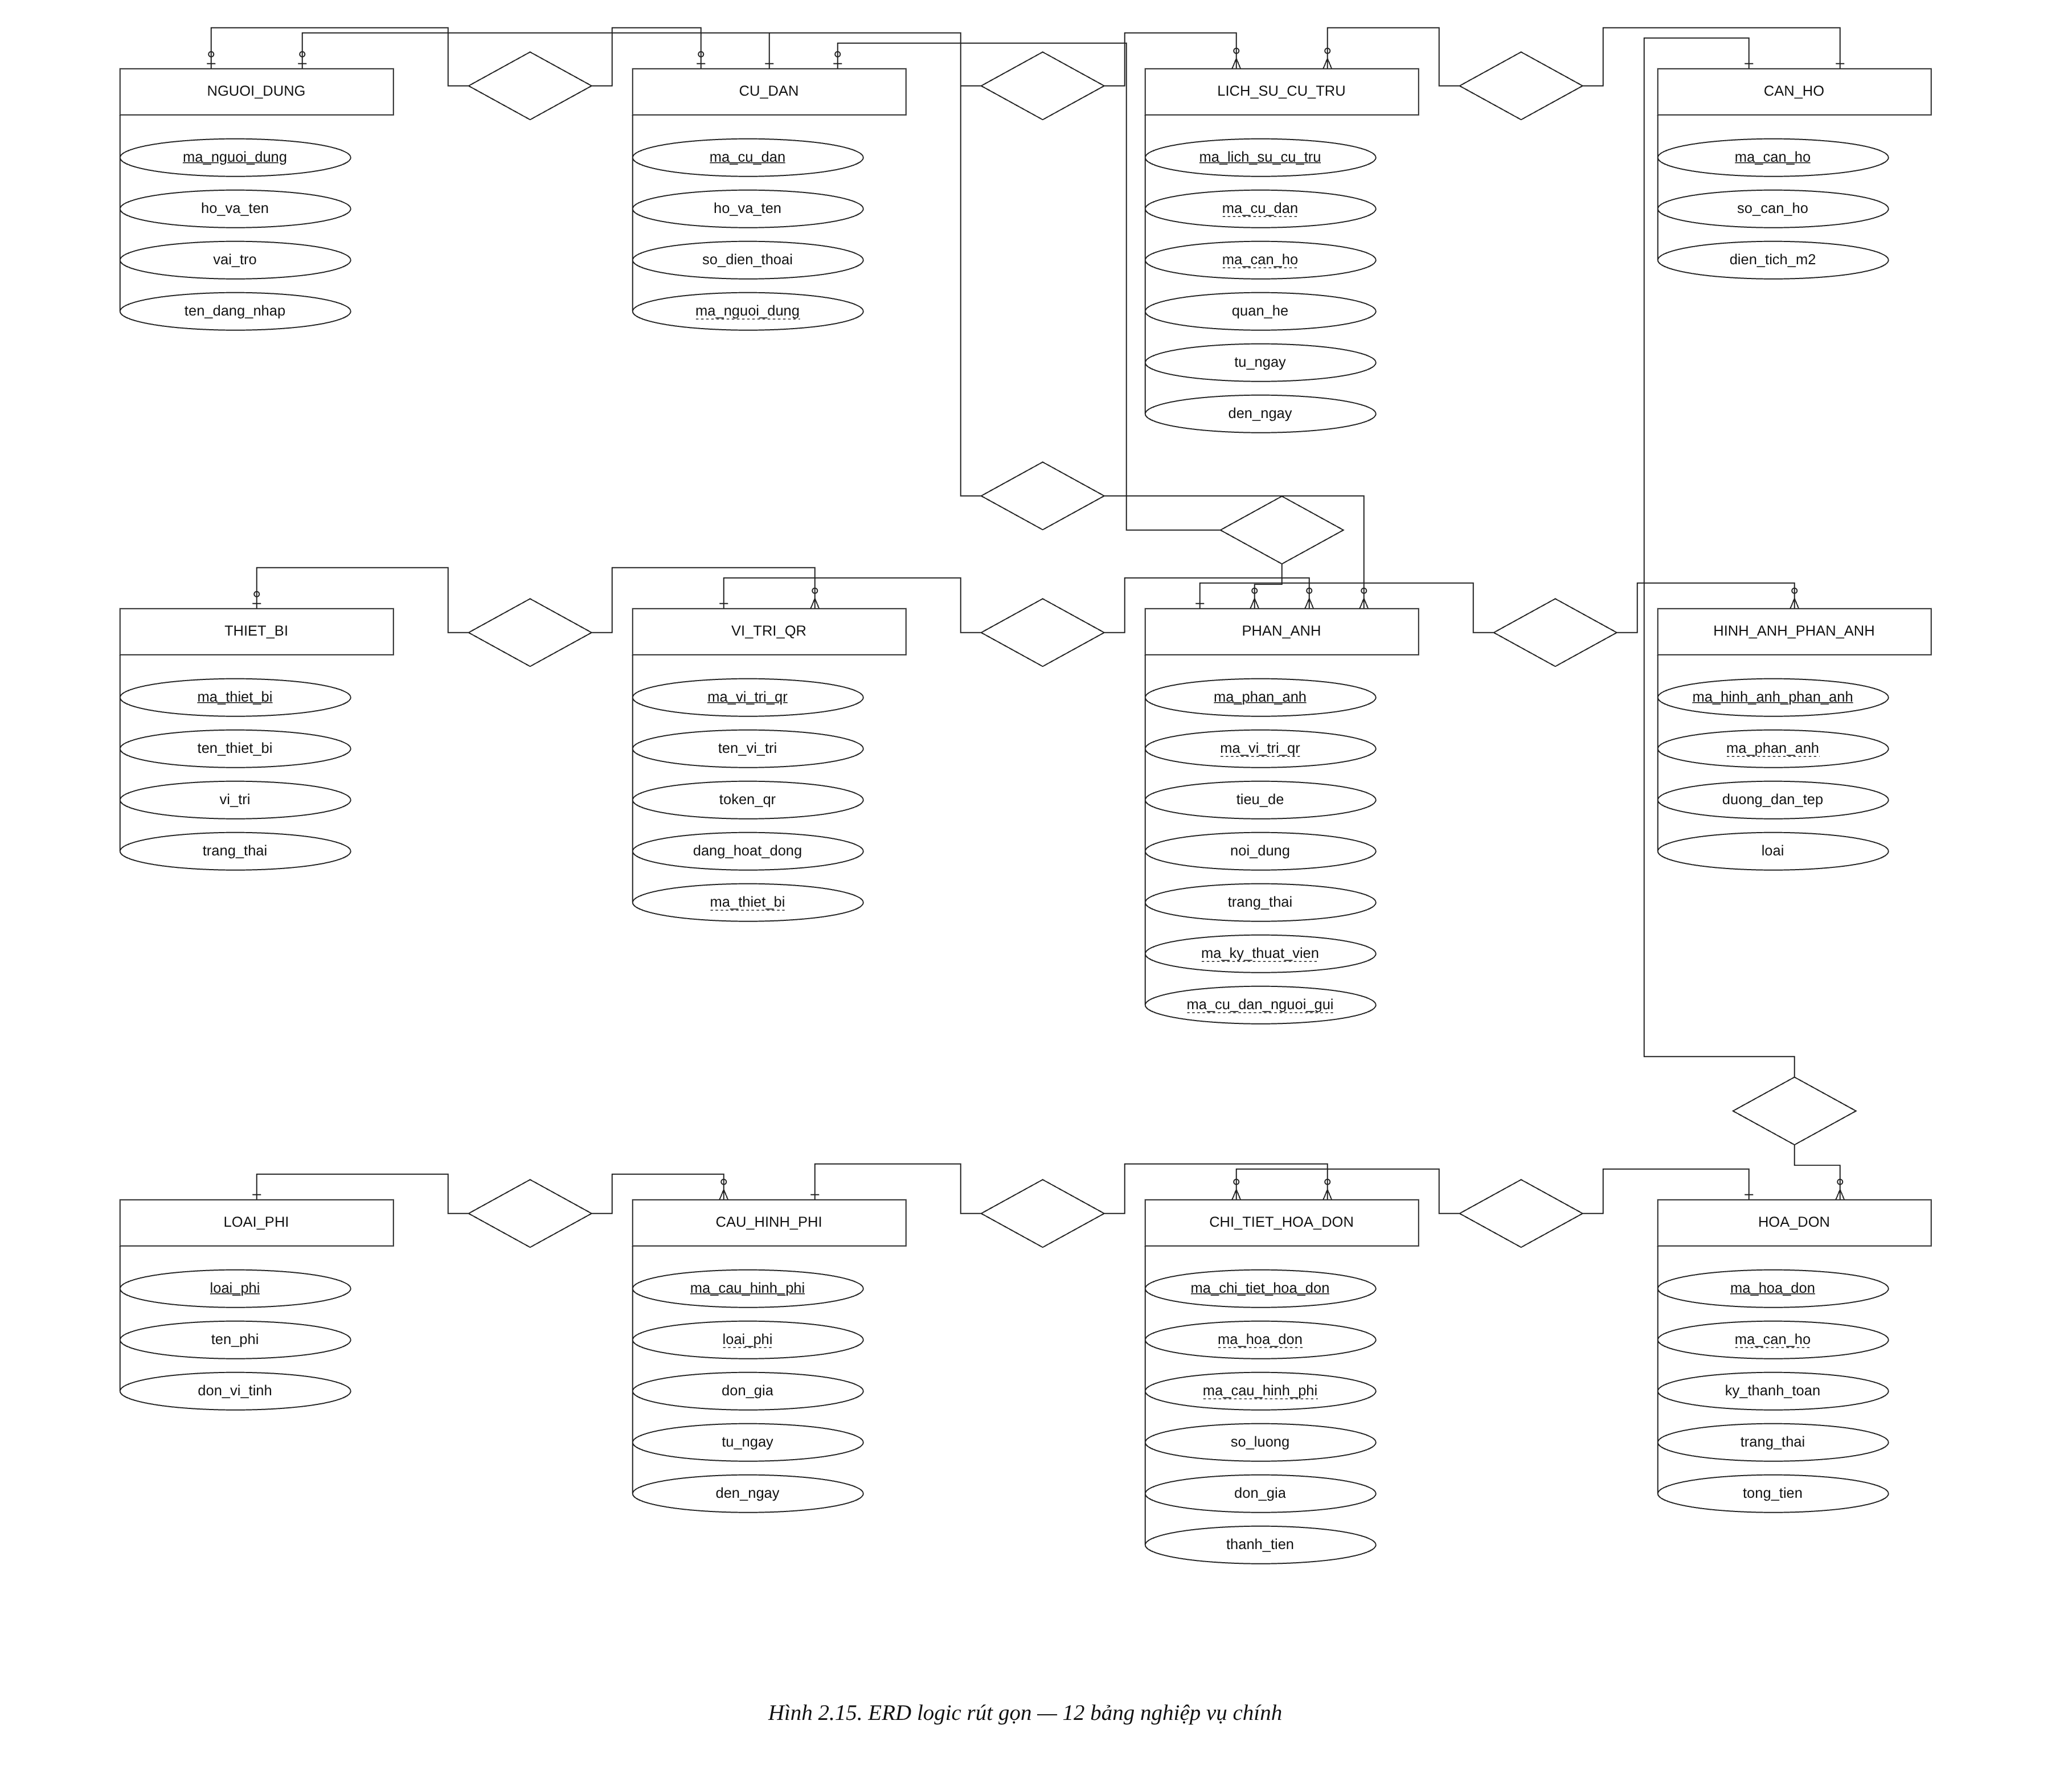 NGUOI_DUNG
ma_nguoi_dung
ho_va_ten
vai_tro
ten_dang_nhap
CU_DAN
ma_cu_dan
ho_va_ten
so_dien_thoai
ma_nguoi_dung
LICH_SU_CU_TRU
ma_lich_su_cu_tru
ma_cu_dan
ma_can_ho
quan_he
tu_ngay
den_ngay
CAN_HO
ma_can_ho
so_can_ho
dien_tich_m2
THIET_BI
ma_thiet_bi
ten_thiet_bi
vi_tri
trang_thai
VI_TRI_QR
ma_vi_tri_qr
ten_vi_tri
token_qr
dang_hoat_dong
ma_thiet_bi
PHAN_ANH
ma_phan_anh
ma_vi_tri_qr
tieu_de
noi_dung
trang_thai
ma_ky_thuat_vien
ma_cu_dan_nguoi_gui
HINH_ANH_PHAN_ANH
ma_hinh_anh_phan_anh
ma_phan_anh
duong_dan_tep
loai
LOAI_PHI
loai_phi
ten_phi
don_vi_tinh
CAU_HINH_PHI
ma_cau_hinh_phi
loai_phi
don_gia
tu_ngay
den_ngay
CHI_TIET_HOA_DON
ma_chi_tiet_hoa_don
ma_hoa_don
ma_cau_hinh_phi
so_luong
don_gia
thanh_tien
HOA_DON
ma_hoa_don
ma_can_ho
ky_thanh_toan
trang_thai
tong_tien
Hình 2.15. ERD logic rút gọn — 12 bảng nghiệp vụ chính